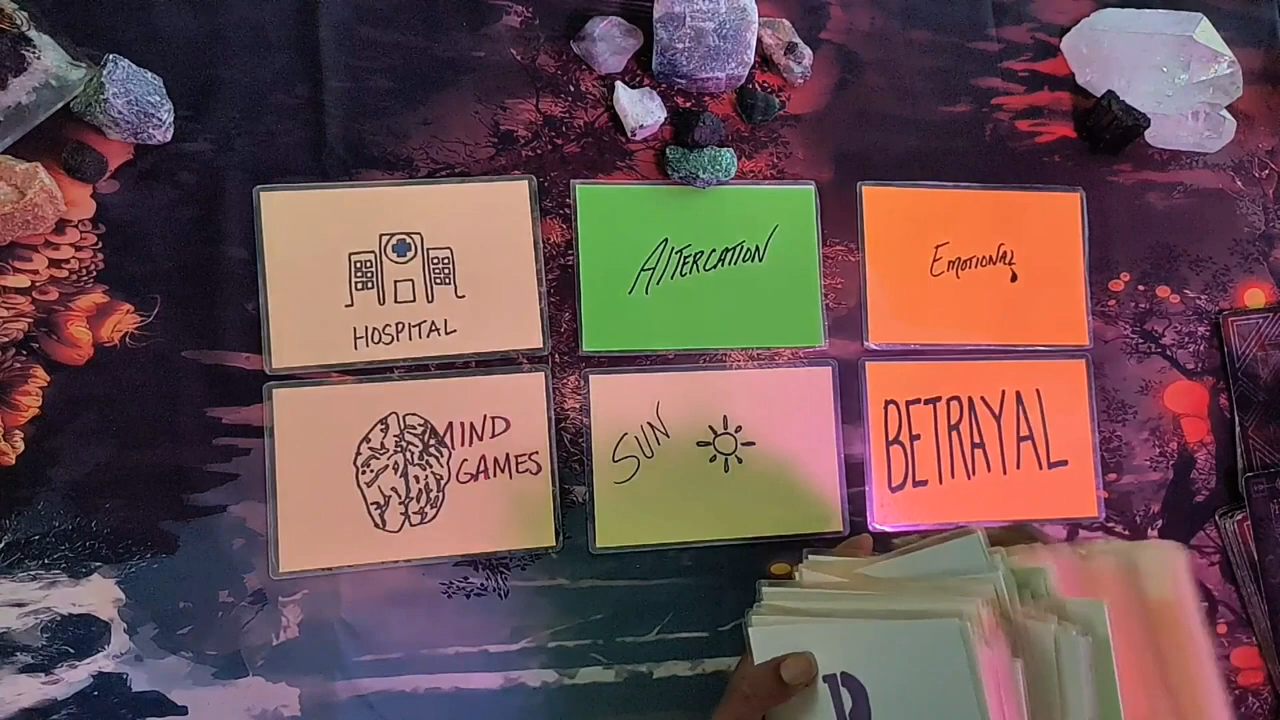 HOSPITAL
ALTERCATION
EMOTIONAL
MIND
GAMES
SUN
BETRAYAL